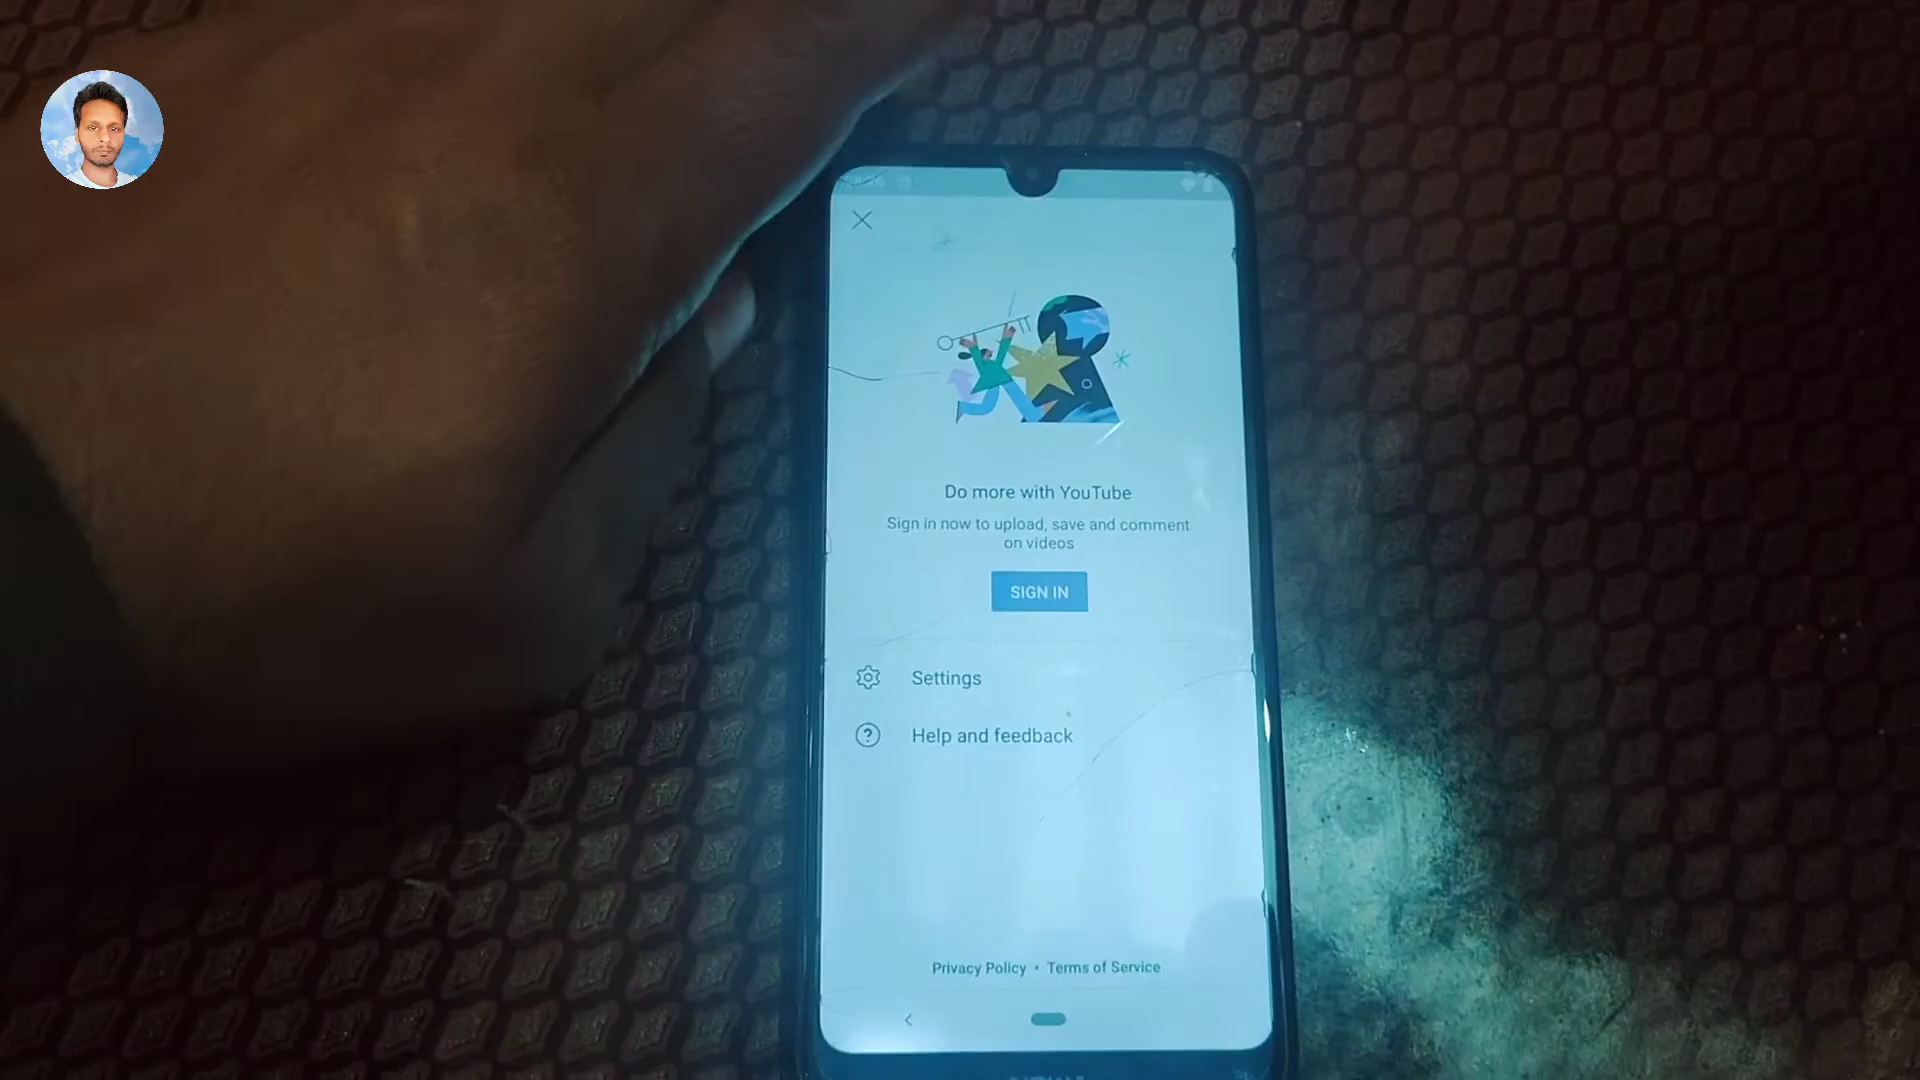 Do more with YouTube
Sign in now to upload, save and comment
on videos
SIGN IN
Settings
Help and feedback
Privacy Policy • Terms of Service